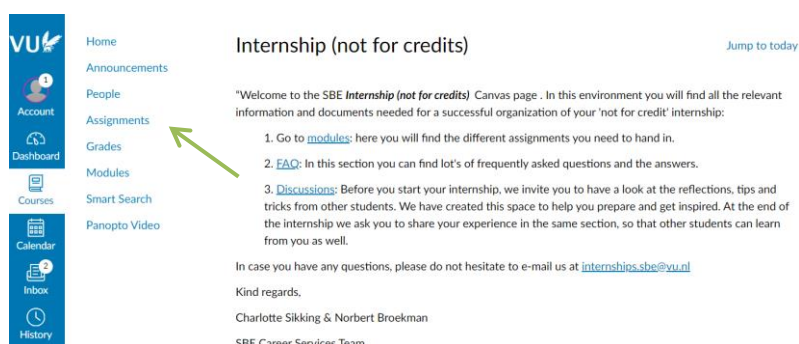 VU
1
Account
Dashboard
Courses
Calendar
2
Inbox
History
Home
Announcements
People
Assignments
Grades
Modules
Smart Search
Panopto Video
Internship (not for credits)
Jump to today
"Welcome to the SBE Internship (not for credits) Canvas page . In this environment you will find all the relevant
information and documents needed for a successful organization of your 'not for credit' internship:
1. Go to modules: here you will find the different assignments you need to hand in.
2. FAQ: In this section you can find lot's of frequently asked questions and the answers.
3. Discussions: Before you start your internship, we invite you to have a look at the reflections, tips and
tricks from other students. We have created this space to help you prepare and get inspired. At the end of
the internship we ask you to share your experience in the same section, so that other students can learn
from you as well.
In case you have any questions, please do not hesitate to e-mail us at internships.sbe@vu.nl
Kind regards,
Charlotte Sikking & Norbert Broekman
SBE Career Services Team